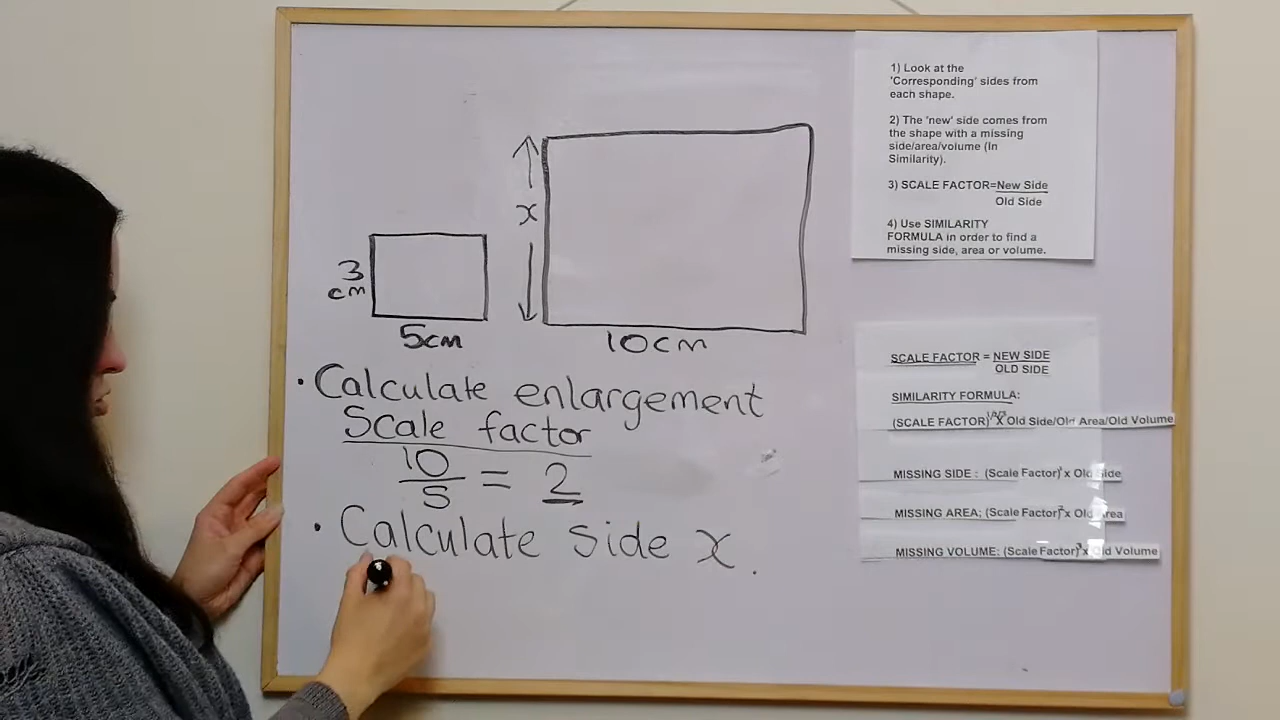 3
cm
5cm
x
10cm
• Calculate enlargement
Scale factor
10
5
= 2
• Calculate side x.
1) Look at the
'Corresponding' sides from
each shape.
2) The 'new' side comes from
the shape with a missing
side/area/volume (In
Similarity).
3) SCALE FACTOR=New Side
Old Side
4) Use SIMILARITY
FORMULA in order to find a
missing side, area or volume.
SCALE FACTOR = NEW SIDE
OLD SIDE
SIMILARITY FORMULA:
(SCALE FACTOR) x Old Side/Old Area/Old Volume
MISSING SIDE : (Scale Factor)¹ x Old Side
MISSING AREA; (Scale Factor)² x Old Area
MISSING VOLUME; (Scale Factor)³ x Old Volume